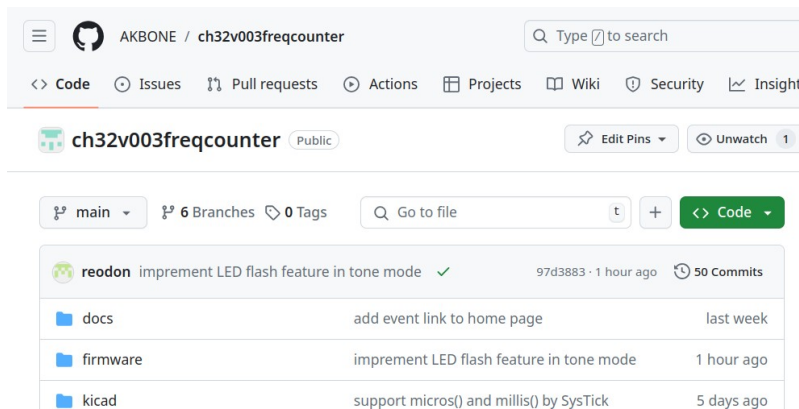 AKBONE / ch32v003freqcounter
Type / to search
<> Code
Issues
Pull requests
Actions
Projects
Wiki
Security
Insight
ch32v003freqcounter Public
Edit Pins
Unwatch 1
main
6 Branches
0 Tags
Go to file
t
+
<> Code
reodon imprement LED flash feature in tone mode
97d3883 · 1 hour ago
50 Commits
docs add event link to home page last week
firmware imprement LED flash feature in tone mode 1 hour ago
kicad support micros() and millis() by SysTick 5 days ago